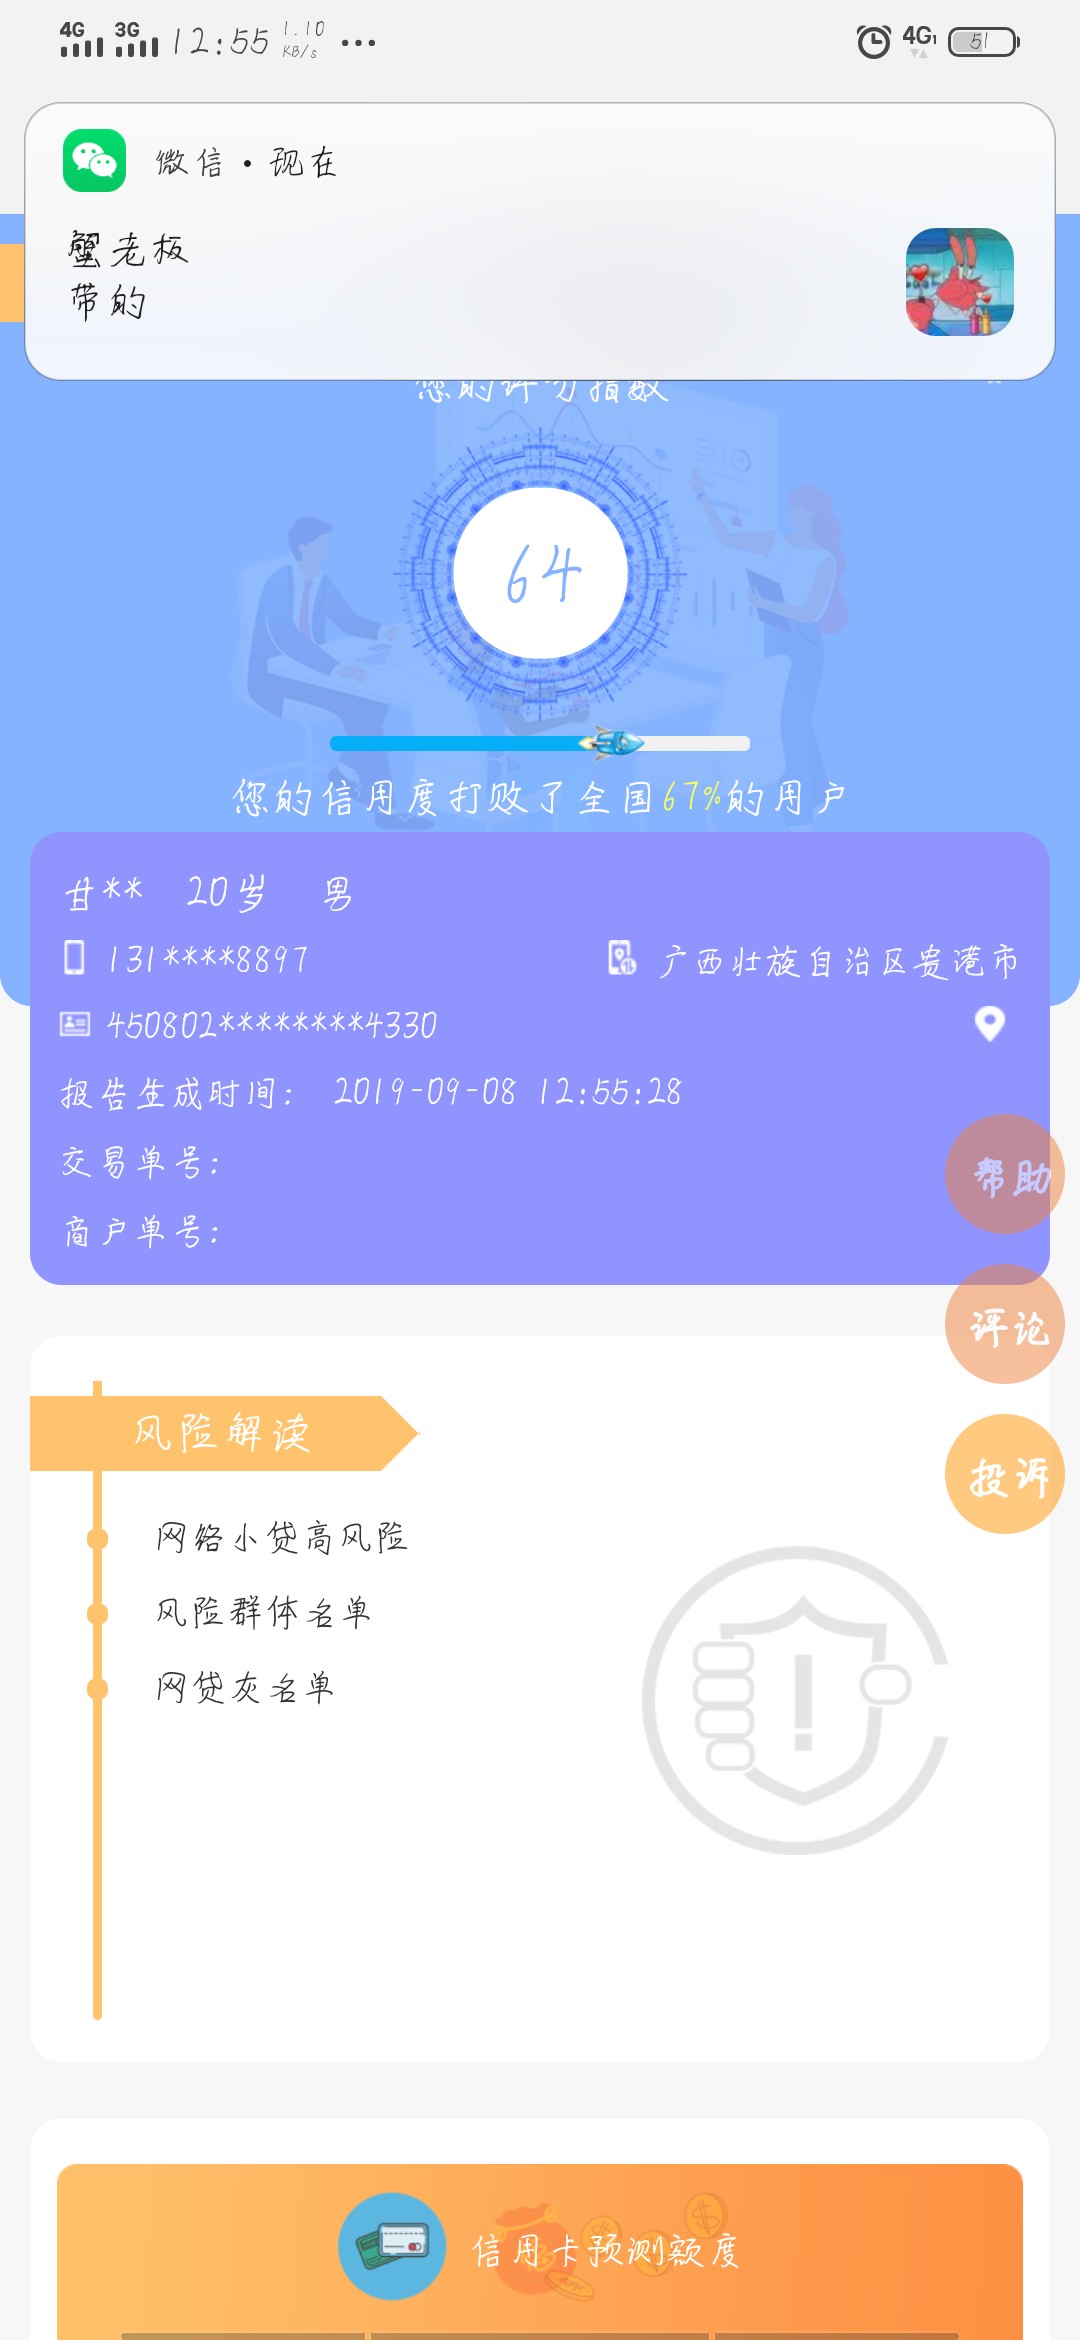 4G 3G 12:55 1.10 KB/s ... 4G1 51
微信 · 现在
蟹老板
带的
您的评分指数
64
您的信用度打败了全国67%的用户
甘** 20岁 男
131****8897 广西壮族自治区贵港市
450802********4330
报告生成时间： 2019-09-08 12:55:28
交易单号：
商户单号：
帮助
评论
投诉
风险解读
网络小贷高风险
风险群体名单
网贷灰名单
信用卡预测额度